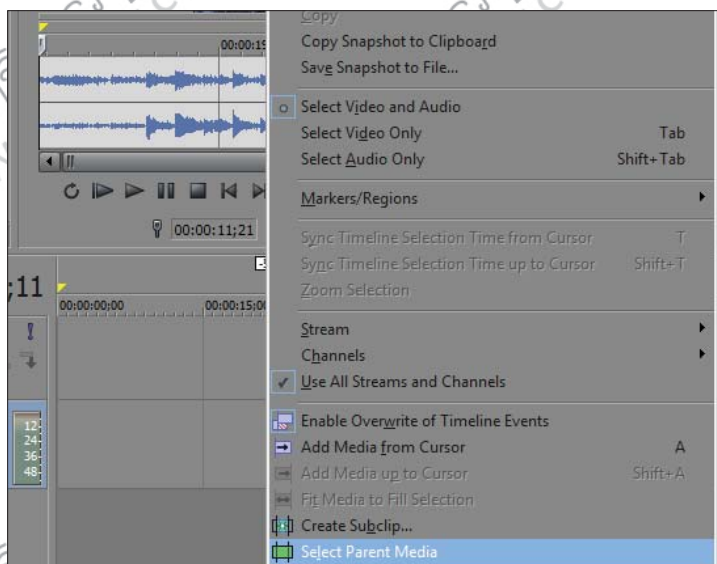 Copy
Copy Snapshot to Clipboard
Save Snapshot to File...
00:00:15
Select Video and Audio
Select Video Only Tab
Select Audio Only Shift+Tab
Markers/Regions
00:00:11;21
Sync Timeline Selection Time from Cursor T
Sync Timeline Selection Time up to Cursor Shift+T
Zoom Selection
;11
00:00:00;00 00:00:15;00
Stream
Channels
Use All Streams and Channels
12
24
36
48
Enable Overwrite of Timeline Events
Add Media from Cursor A
Add Media up to Cursor Shift+A
Fit Media to Fill Selection
Create Subclip...
Select Parent Media